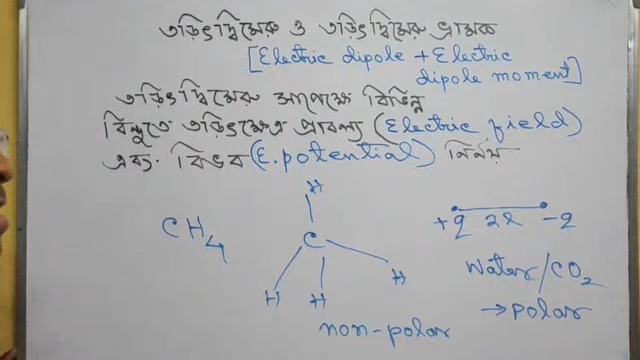 তড়িৎদ্বিমেরু ও তড়িৎদ্বিমেরু ভ্রামক
[Electric dipole + Electric
dipole moment]
তড়িৎদ্বিমেরু সাপেক্ষে বিভিন্ন
বিন্দুতে তড়িৎক্ষেত্র প্রাবল্য (Electric field)
এবং বিভব (E. potential) নির্ণয়
CH4
H
C
H H H
non-polar
+q 2l -q
Water/CO2
→ polar